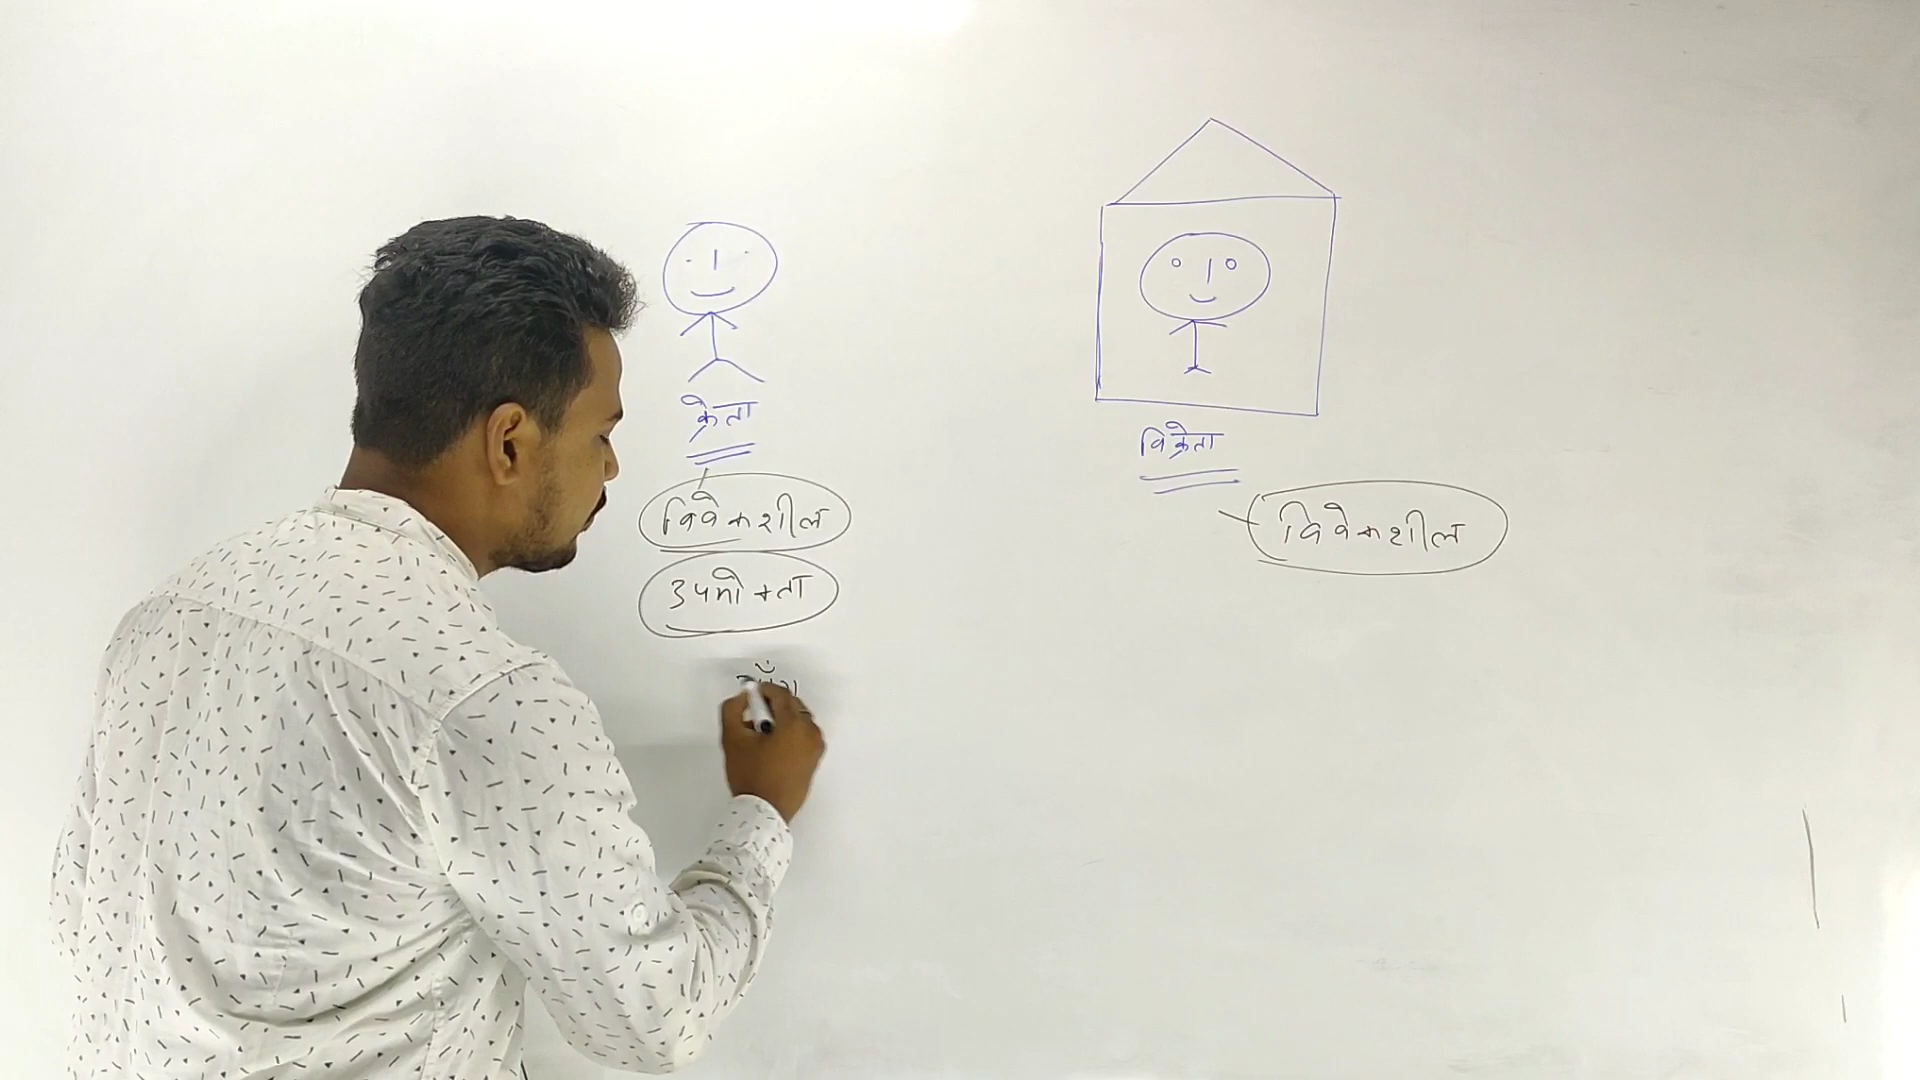 क्रेता
विक्रेता
विवेकशील
विवेकशील
उपभोक्ता